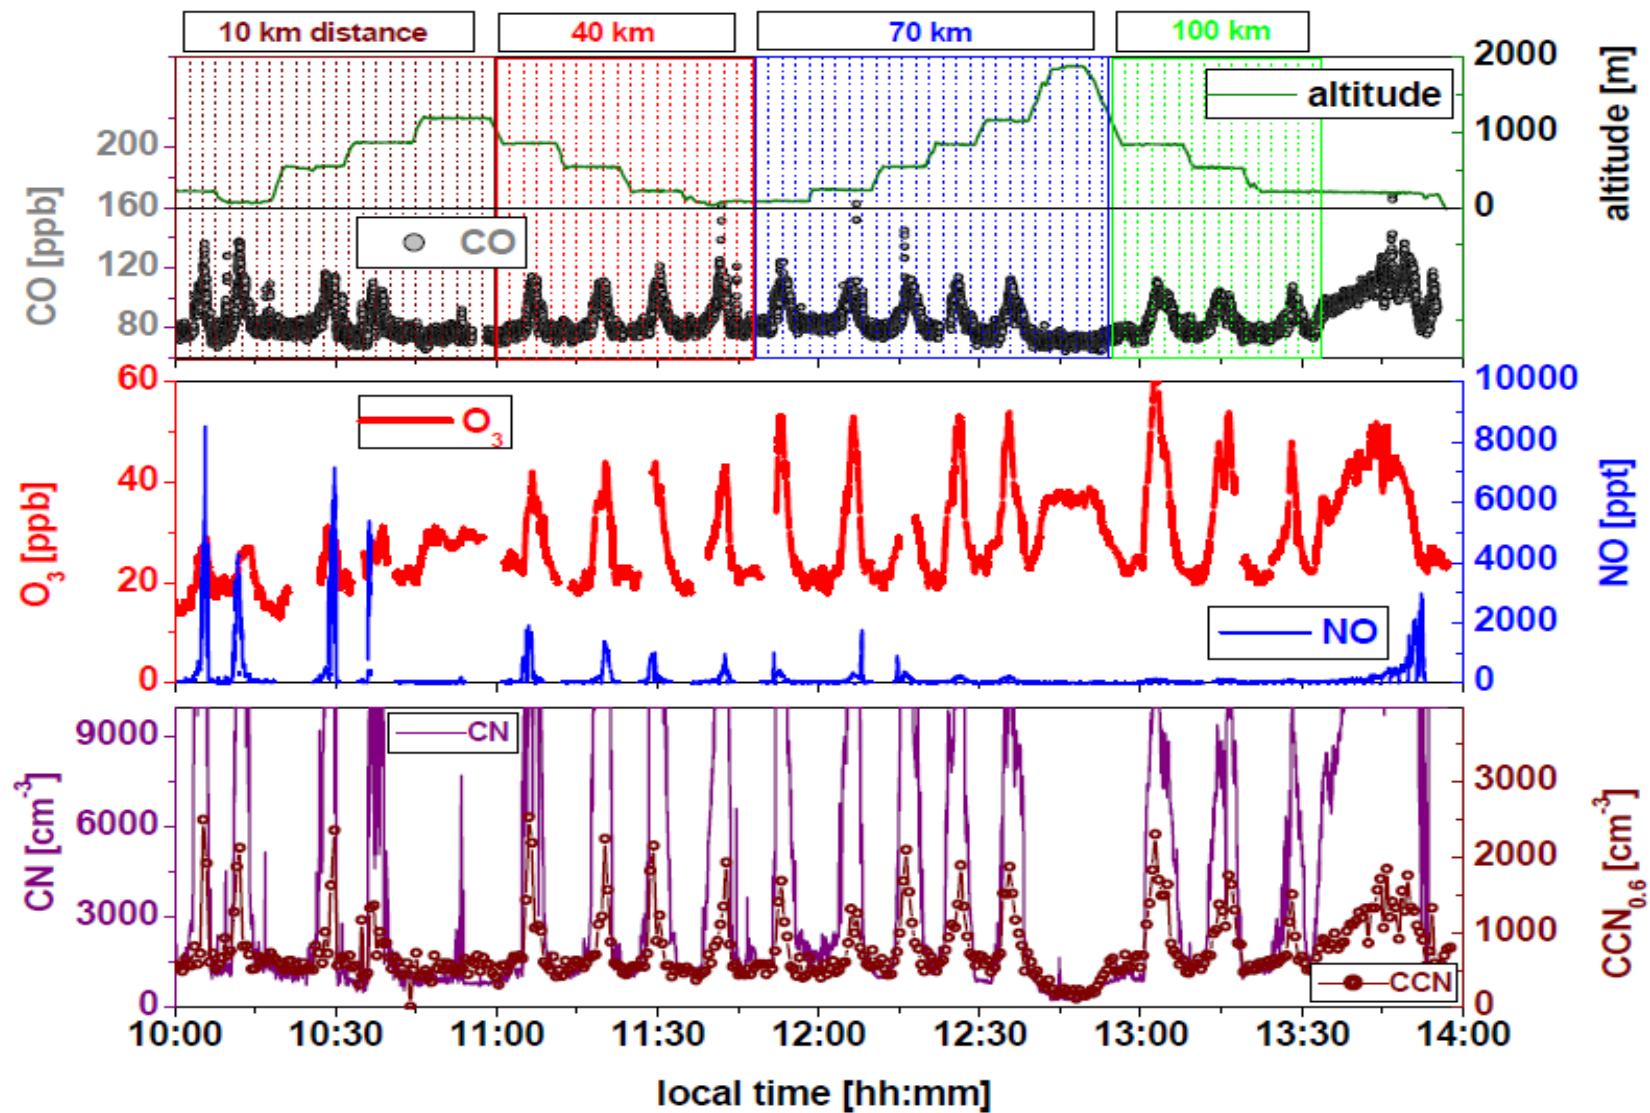 10 km distance 40 km 70 km 100 km
2000
altitude
200 1000
160 0
CO
120
80
CO [ppb]
altitude [m]
60 10000
O3
8000
40 6000
4000
20 NO 2000
0 0
O3 [ppb]
NO [ppt]
9000 CN
3000
6000
2000
3000 1000
CCN
0 0
CN [cm-3]
CCN0.6 [cm-3]
10:00 10:30 11:00 11:30 12:00 12:30 13:00 13:30 14:00
local time [hh:mm]